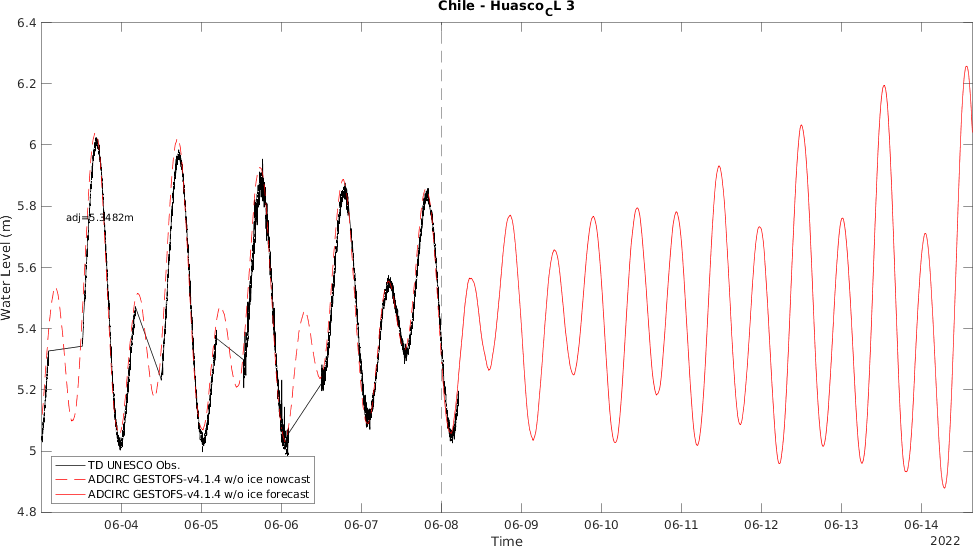 Chile - HuascoCL 3
6.4
6.2
6
5.8
5.6
5.4
5.2
5
4.8
Water Level (m)
adj=5.3482m
TD UNESCO Obs.
ADCIRC GESTOFS-v4.1.4 w/o ice nowcast
ADCIRC GESTOFS-v4.1.4 w/o ice forecast
06-04 06-05 06-06 06-07 06-08 06-09 06-10 06-11 06-12 06-13 06-14
Time
2022